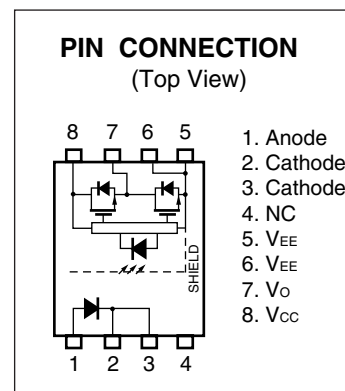 PIN CONNECTION
(Top View)
8 7 6 5
SHIELD
1 2 3 4
1. Anode
2. Cathode
3. Cathode
4. NC
5. VEE
6. VEE
7. VO
8. VCC